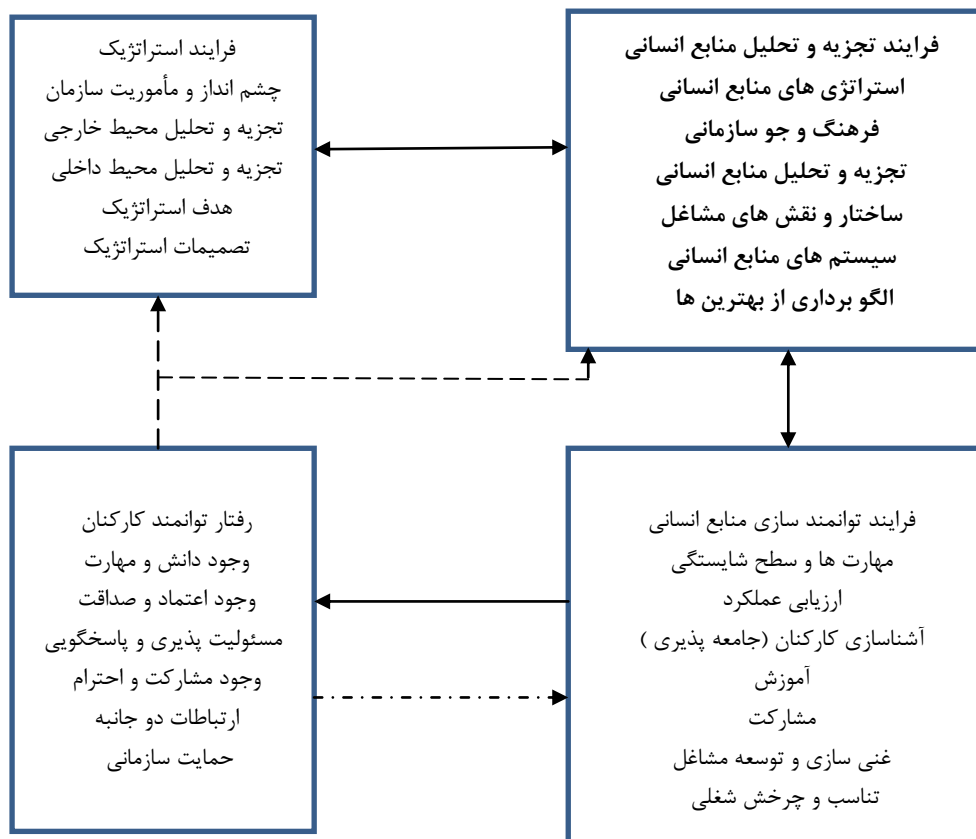 فرایند تجزیه و تحلیل منابع انسانی
استراتژی های منابع انسانی
فرهنگ و جو سازمانی
تجزیه و تحلیل منابع انسانی
ساختار و نقش های مشاغل
سیستم های منابع انسانی
الگو برداری از بهترین ها
فرایند استراتژیک
چشم انداز و مأموریت سازمان
تجزیه و تحلیل محیط خارجی
تجزیه و تحلیل محیط داخلی
هدف استراتژیک
تصمیمات استراتژیک
فرایند توانمند سازی منابع انسانی
مهارت ها و سطح شایستگی
ارزیابی عملکرد
آشناسازی کارکنان (جامعه پذیری )
آموزش
مشارکت
غنی سازی و توسعه مشاغل
تناسب و چرخش شغلی
رفتار توانمند کارکنان
وجود دانش و مهارت
وجود اعتماد و صداقت
مسئولیت پذیری و پاسخگویی
وجود مشارکت و احترام
ارتباطات دو جانبه
حمایت سازمانی